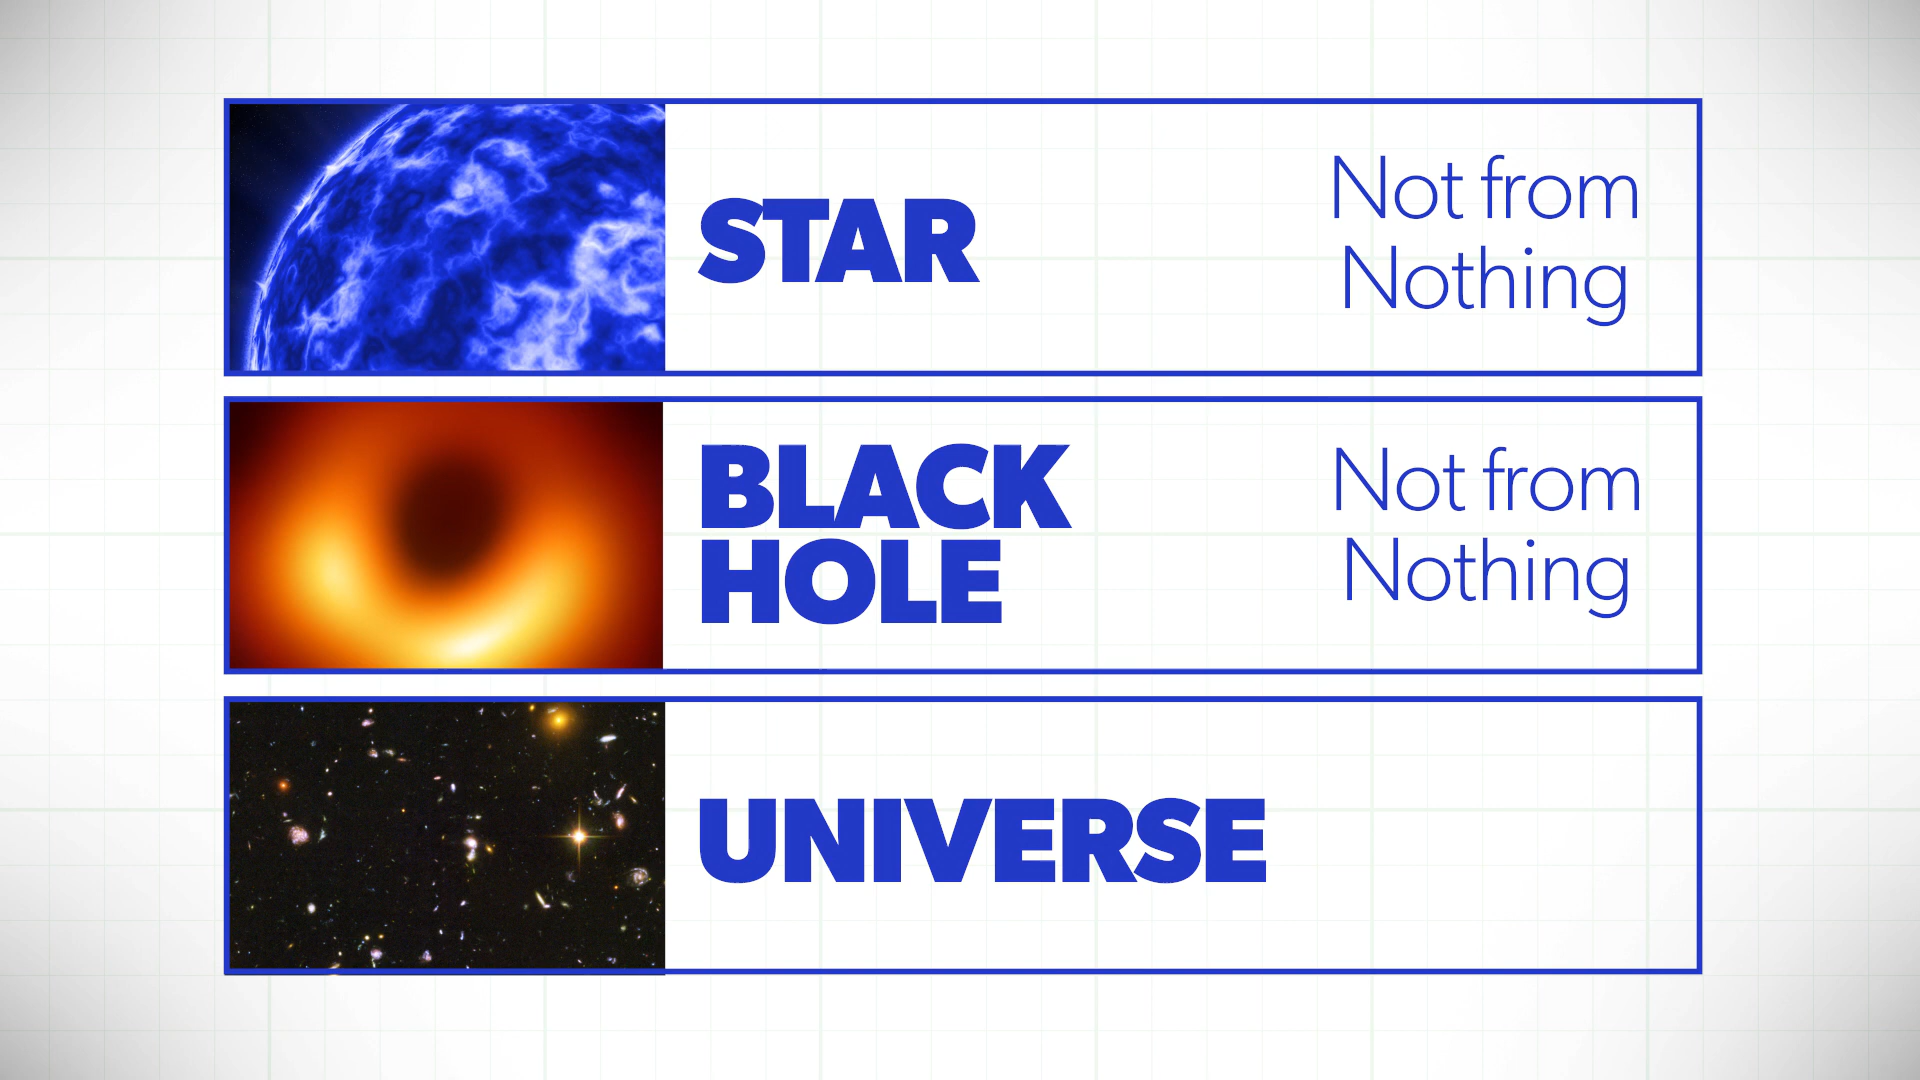 STAR
Not from
Nothing
BLACK
HOLE
Not from
Nothing
UNIVERSE